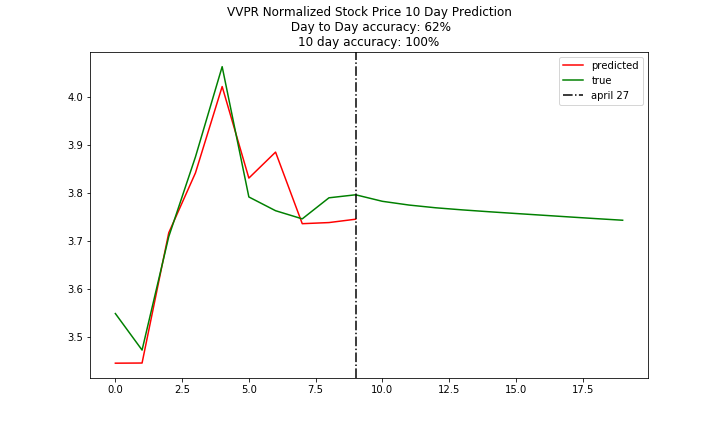 VVPR Normalized Stock Price 10 Day Prediction
Day to Day accuracy: 62%
10 day accuracy: 100%
predicted
true
april 27
4.0
3.9
3.8
3.7
3.6
3.5
0.0 2.5 5.0 7.5 10.0 12.5 15.0 17.5